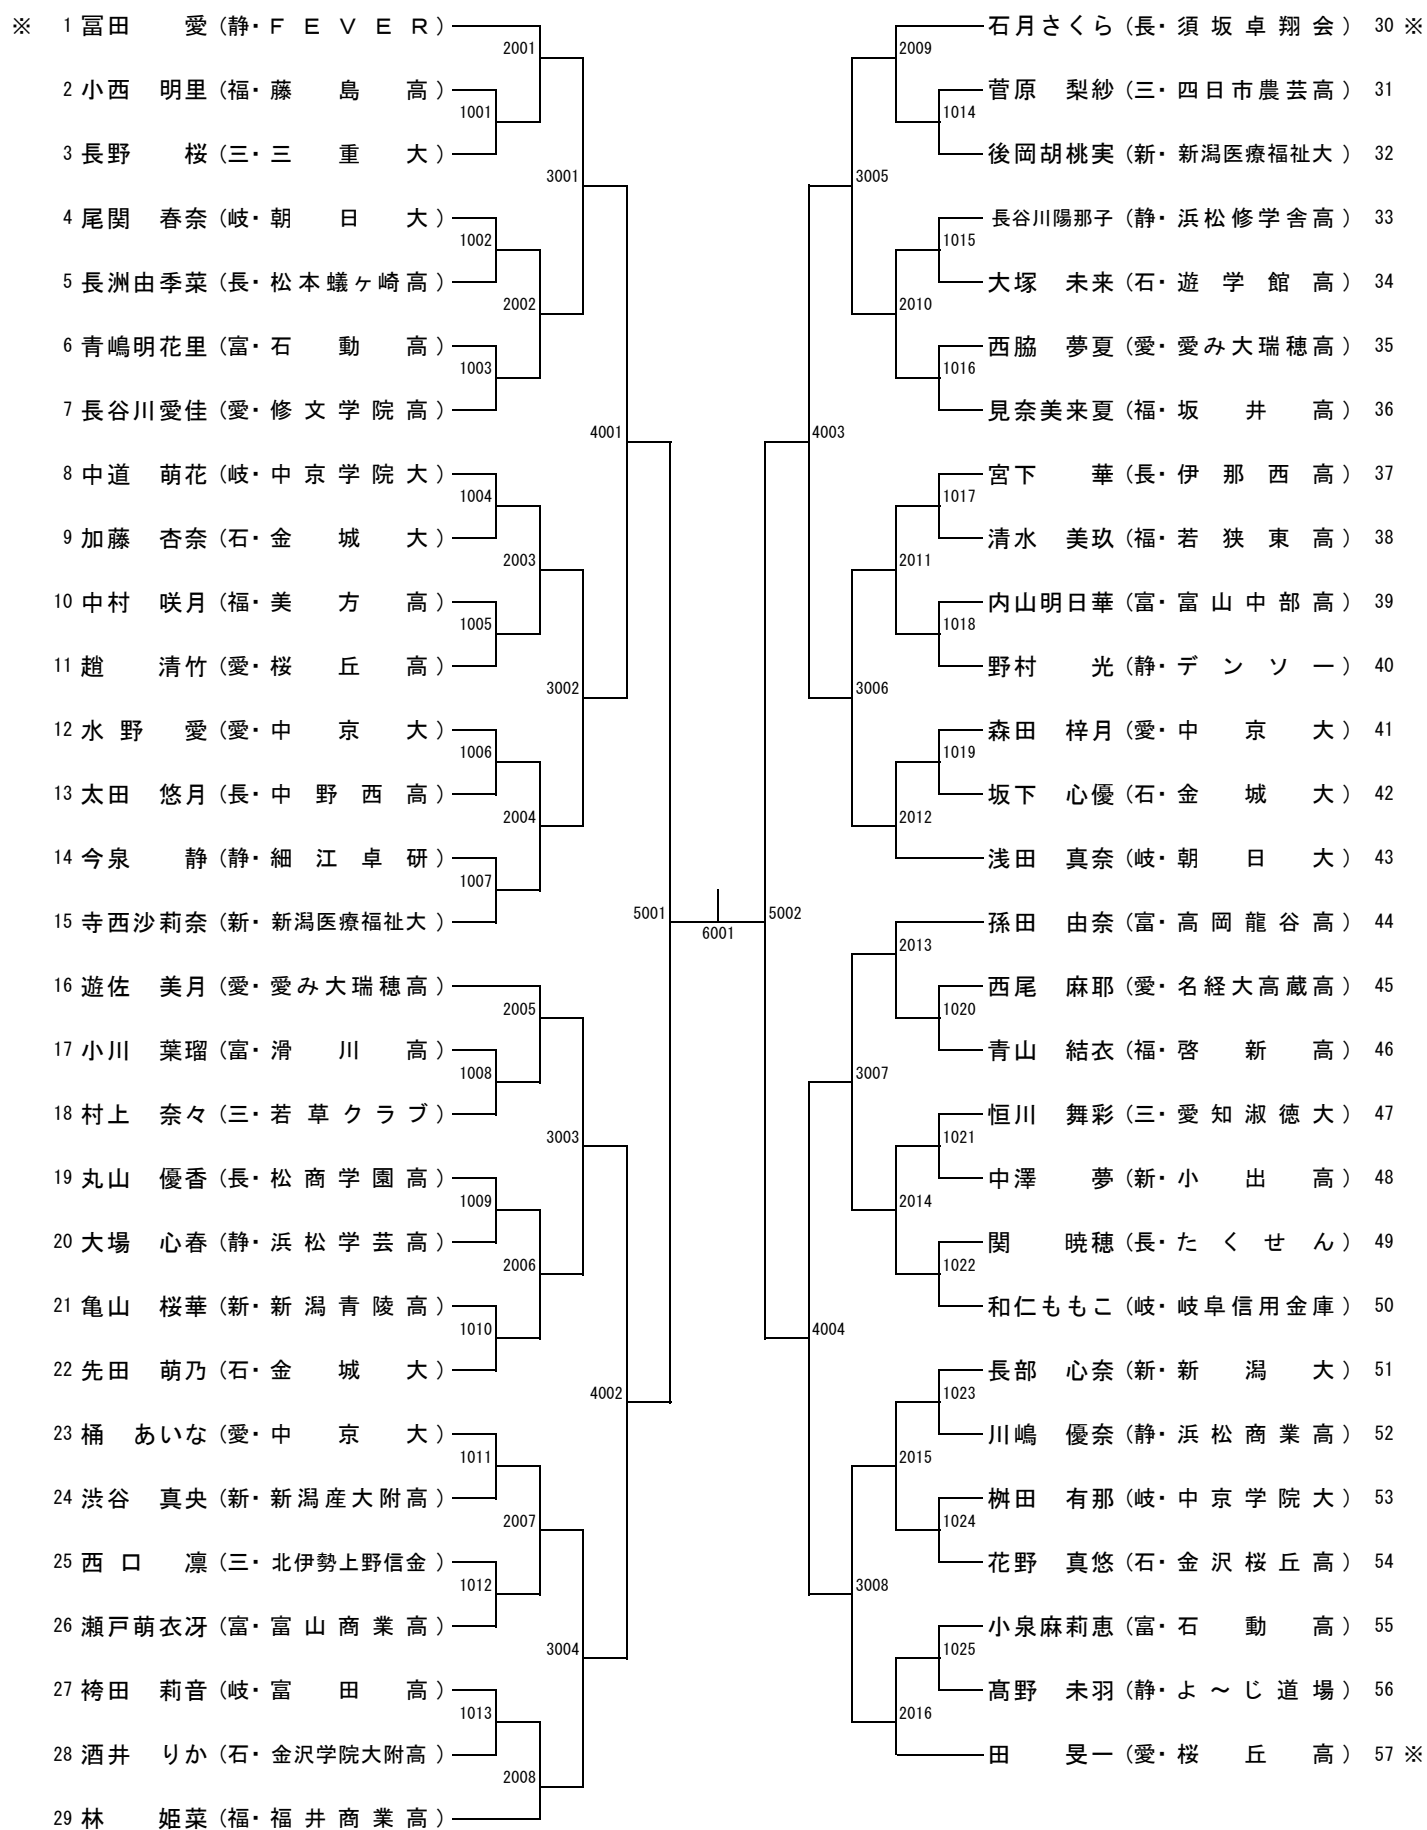 ※ 1 冨田 愛 (静・FEVER)
2 小西 明里 (福・藤島高)
3 長野 桜 (三・三重大)
4 尾関 春奈 (岐・朝日大)
5 長洲由季菜 (長・松本蟻ヶ崎高)
6 青嶋明花里 (富・石動高)
7 長谷川愛佳 (愛・修文学院高)
8 中道 萌花 (岐・中京学院大)
9 加藤 杏奈 (石・金城大)
10 中村 咲月 (福・美方高)
11 趙 清竹 (愛・桜丘高)
12 水野 愛 (愛・中京大)
13 太田 悠月 (長・中野西高)
14 今泉 静 (静・細江卓研)
15 寺西沙莉奈 (新・新潟医療福祉大)
16 遊佐 美月 (愛・愛み大瑞穂高)
17 小川 葉瑠 (富・滑川高)
18 村上 奈々 (三・若草クラブ)
19 丸山 優香 (長・松商学園高)
20 大場 心春 (静・浜松学芸高)
21 亀山 桜華 (新・新潟青陵高)
22 先田 萌乃 (石・金城大)
23 桶 あいな (愛・中京大)
24 渋谷 真央 (新・新潟産大附高)
25 西口 凛 (三・北伊勢上野信金)
26 瀬戸萌衣冴 (富・富山商業高)
27 袴田 莉音 (岐・富田高)
28 酒井 りか (石・金沢学院大附高)
29 林 姫菜 (福・福井商業高)
1001
1002
1003
1004
1005
1006
1007
1008
1009
1010
1011
1012
1013
2001
2002
2003
2004
2005
2006
2007
2008
3001
3002
3003
3004
4001
4002
5001
6001
5002
4003
4004
3005
3006
3007
3008
2009
2010
2011
2012
2013
2014
2015
2016
1014
1015
1016
1017
1018
1019
1020
1021
1022
1023
1024
1025
石月さくら (長・須坂卓翔会) 30 ※
菅原 梨紗 (三・四日市農芸高) 31
後岡胡桃実 (新・新潟医療福祉大) 32
長谷川陽那子 (静・浜松修学舎高) 33
大塚 未来 (石・遊学館高) 34
西脇 夢夏 (愛・愛み大瑞穂高) 35
見奈美来夏 (福・坂井高) 36
宮下 華 (長・伊那西高) 37
清水 美玖 (福・若狭東高) 38
内山明日華 (富・富山中部高) 39
野村 光 (静・デンソー) 40
森田 梓月 (愛・中京大) 41
坂下 心優 (石・金城大) 42
浅田 真奈 (岐・朝日大) 43
孫田 由奈 (富・高岡龍谷高) 44
西尾 麻耶 (愛・名経大高蔵高) 45
青山 結衣 (福・啓新高) 46
恒川 舞彩 (三・愛知淑徳大) 47
中澤 夢 (新・小出高) 48
関 暁穂 (長・たくせん) 49
和仁ももこ (岐・岐阜信用金庫) 50
長部 心奈 (新・新潟大) 51
川嶋 優奈 (静・浜松商業高) 52
桝田 有那 (岐・中京学院大) 53
花野 真悠 (石・金沢桜丘高) 54
小泉麻莉恵 (富・石動高) 55
髙野 未羽 (静・よ～じ道場) 56
田 旻一 (愛・桜丘高) 57 ※